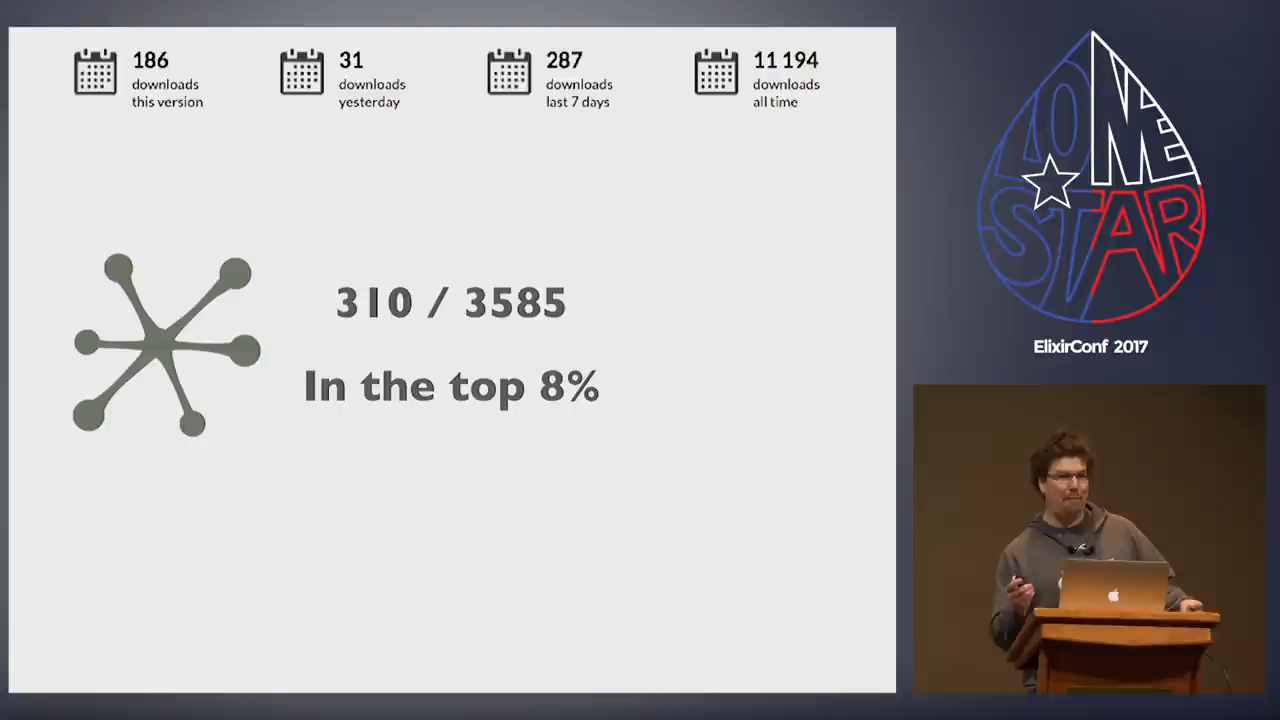 186
downloads
this version
31
downloads
yesterday
287
downloads
last 7 days
11 194
downloads
all time
310 / 3585
In the top 8%
LONE
STAR
ElixirConf 2017